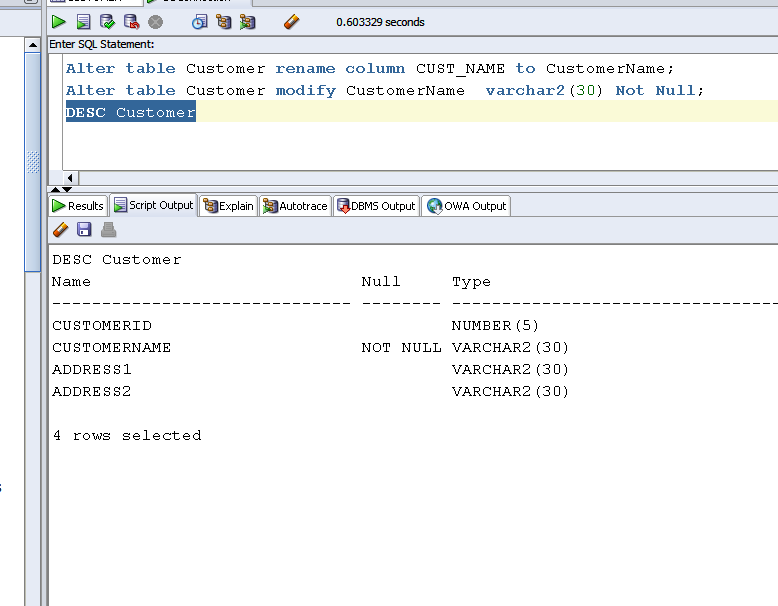 0.603329 seconds
Enter SQL Statement:
Alter table Customer rename column CUST_NAME to CustomerName;
Alter table Customer modify CustomerName  varchar2(30) Not Null;
DESC Customer
Results Script Output Explain Autotrace DBMS Output OWA Output
DESC Customer
Name                           Null     Type
------------------------------ -------- ---------------------------------
CUSTOMERID                              NUMBER(5)
CUSTOMERNAME                   NOT NULL VARCHAR2(30)
ADDRESS1                                VARCHAR2(30)
ADDRESS2                                VARCHAR2(30)
4 rows selected